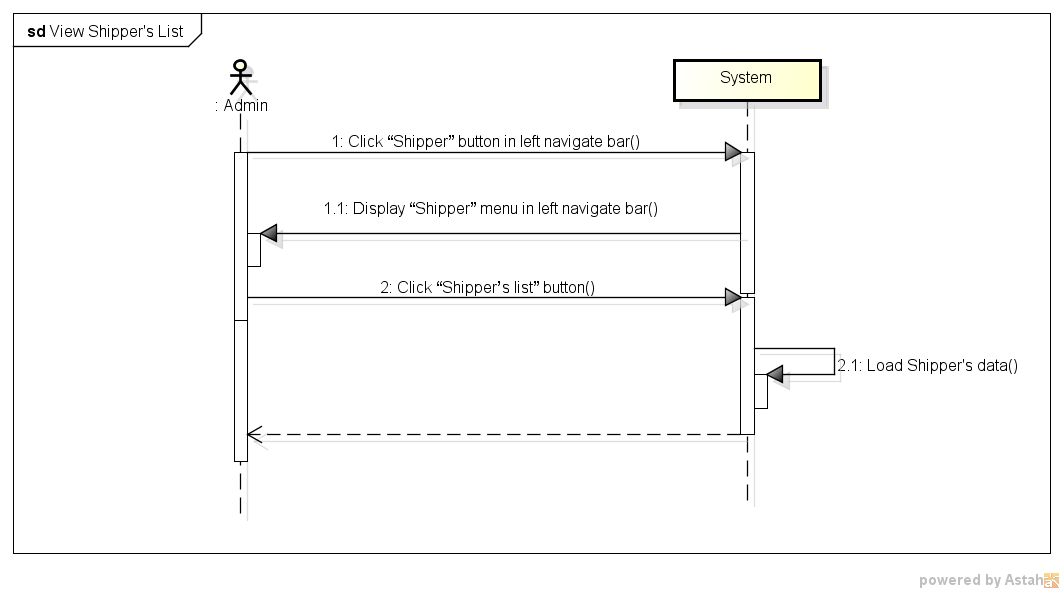 sd View Shipper's List
: Admin
System
1: Click “Shipper” button in left navigate bar()
1.1: Display “Shipper” menu in left navigate bar()
2: Click “Shipper’s list” button()
2.1: Load Shipper's data()
powered by Astah